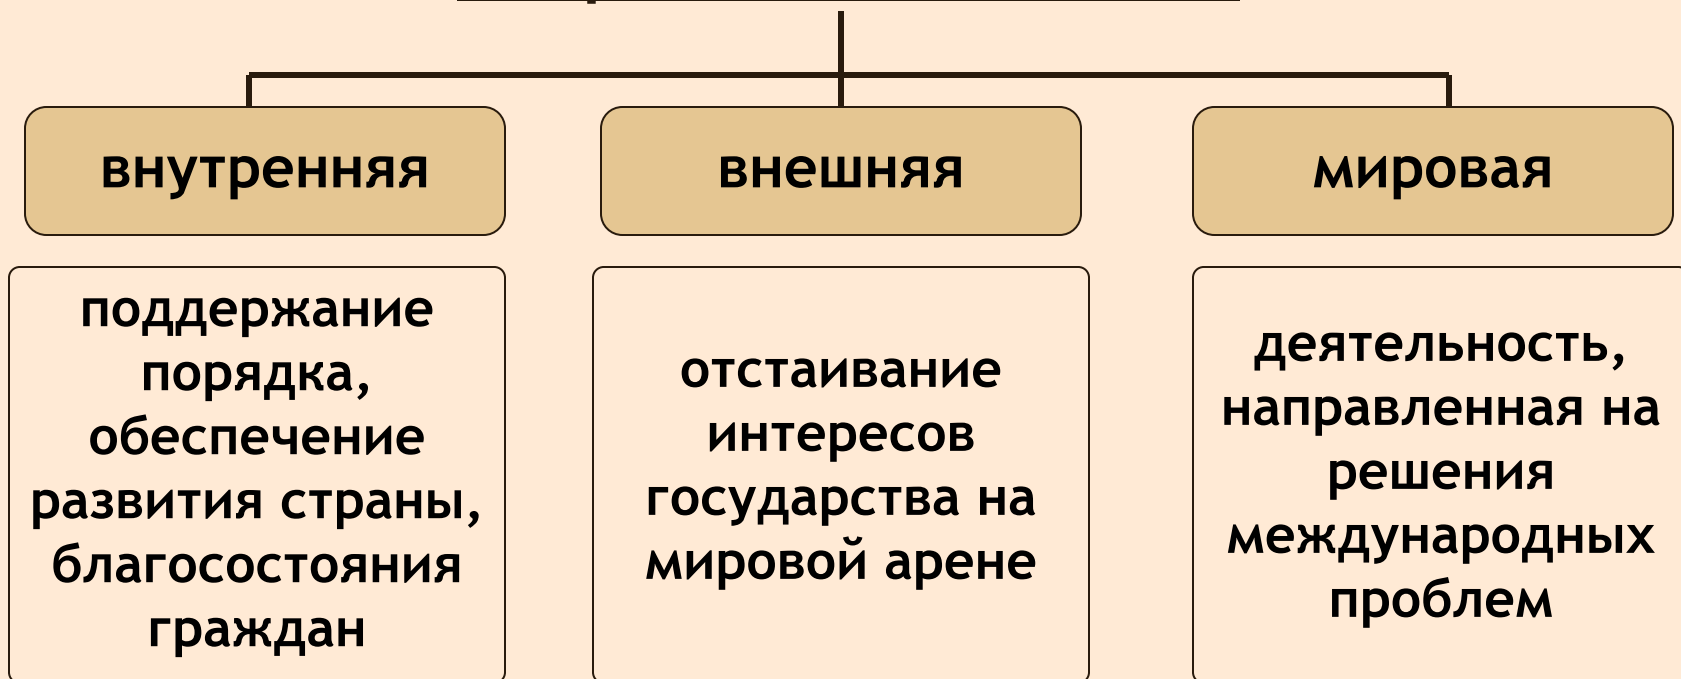 внутренняя
внешняя
мировая
поддержание
порядка,
обеспечение
развития страны,
благосостояния
граждан
отстаивание
интересов
государства на
мировой арене
деятельность,
направленная на
решения
международных
проблем